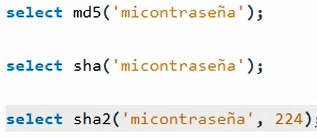 select md5('micontraseña');
select sha('micontraseña');
select sha2('micontraseña', 224);